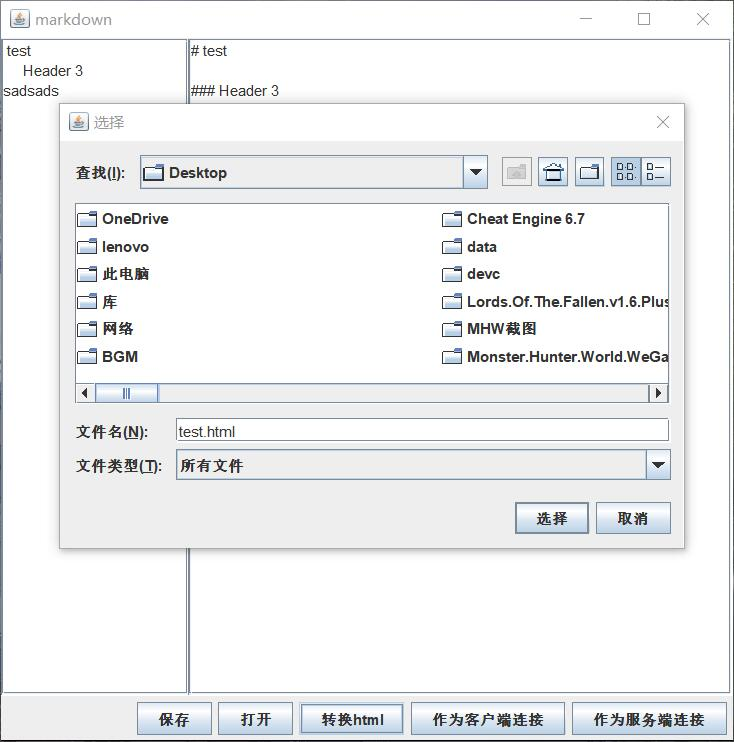 markdown
test
Header 3
sadsads
# test
### Header 3
选择
查找(I):
Desktop
OneDrive
lenovo
此电脑
库
网络
BGM
Cheat Engine 6.7
data
devc
Lords.Of.The.Fallen.v1.6.Plus
MHW截图
Monster.Hunter.World.WeGa
文件名(N):
test.html
文件类型(T):
所有文件
选择
取消
保存
打开
转换html
作为客户端连接
作为服务端连接